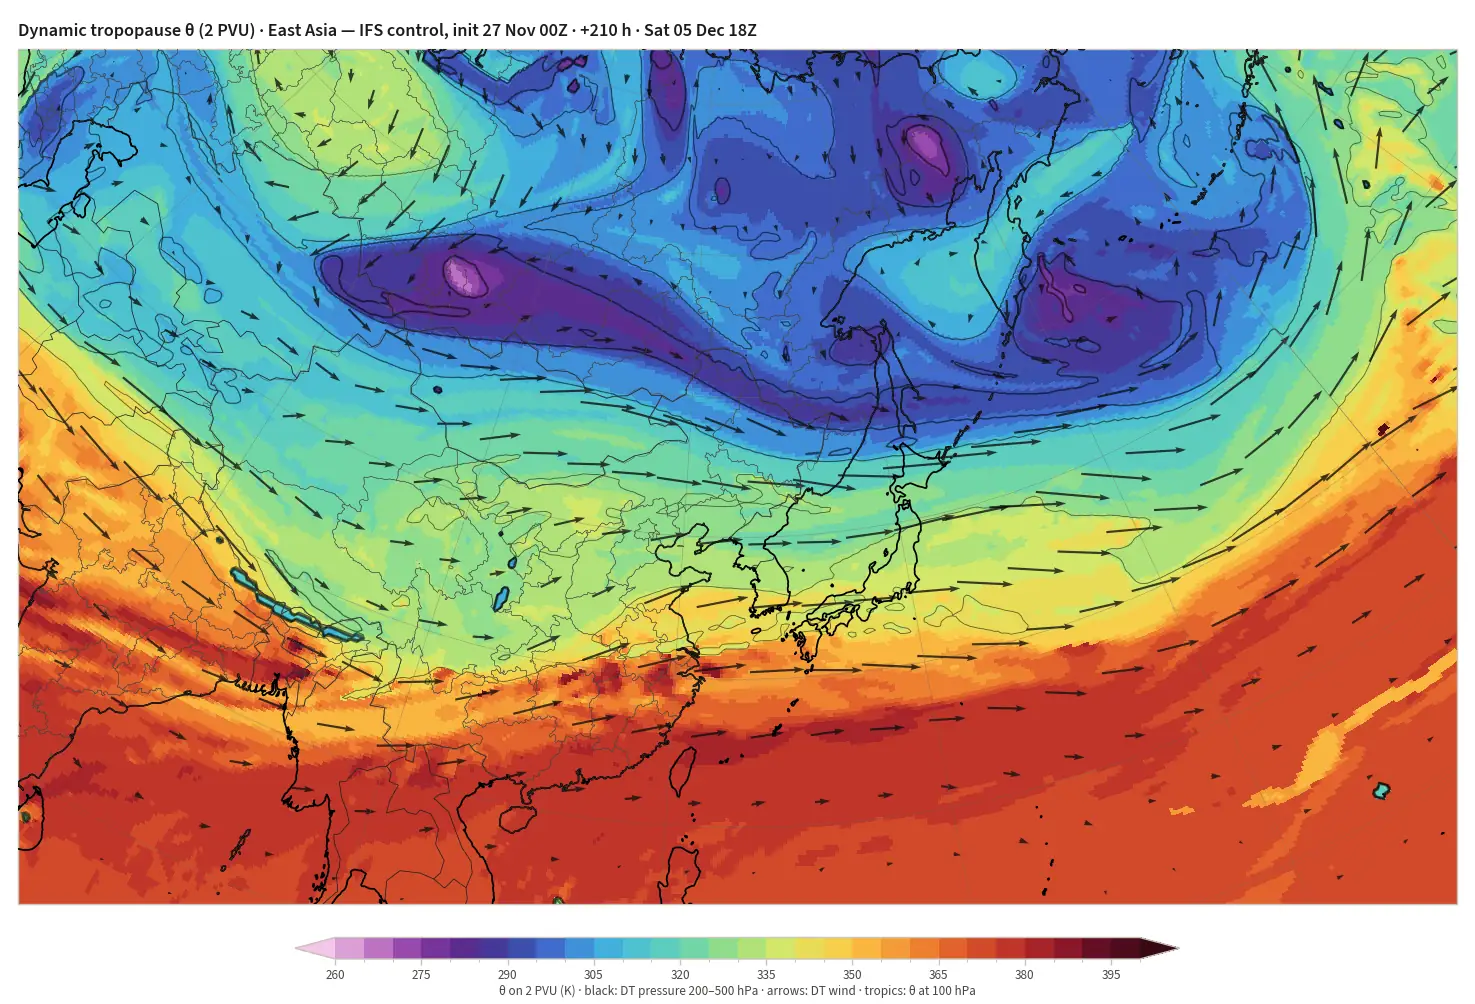 Dynamic tropopause θ (2 PVU) · East Asia — IFS control, init 27 Nov 00Z · +210 h · Sat 05 Dec 18Z
260 275 290 305 320 335 350 365 380 395
θ on 2 PVU (K) · black: DT pressure 200–500 hPa · arrows: DT wind · tropics: θ at 100 hPa